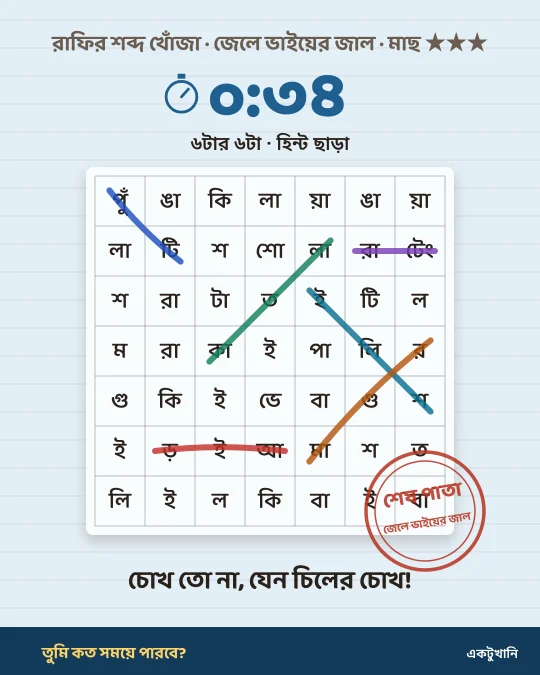 রাফির শব্দ খোঁজা · জেলে ভাইয়ের জাল · মাছ ★★★
০:৩৪
৬টার ৬টা · হিন্ট ছাড়া
পুঁ ঙা কি লা য়া ঙা য়া
লা টি শ শো লা রা টেং
শ রা টা ত ই টি ল
ম রা কা ই পা লি র
গু কি ই ভে বা গু শ
ই ড় ই আ মা শ ত
লি ই ল কি বা ই বা
শেষ পাতা
জেলে ভাইয়ের জাল
চোখ তো না, যেন চিলের চোখ!
তুমি কত সময়ে পারবে?
একটুখানি